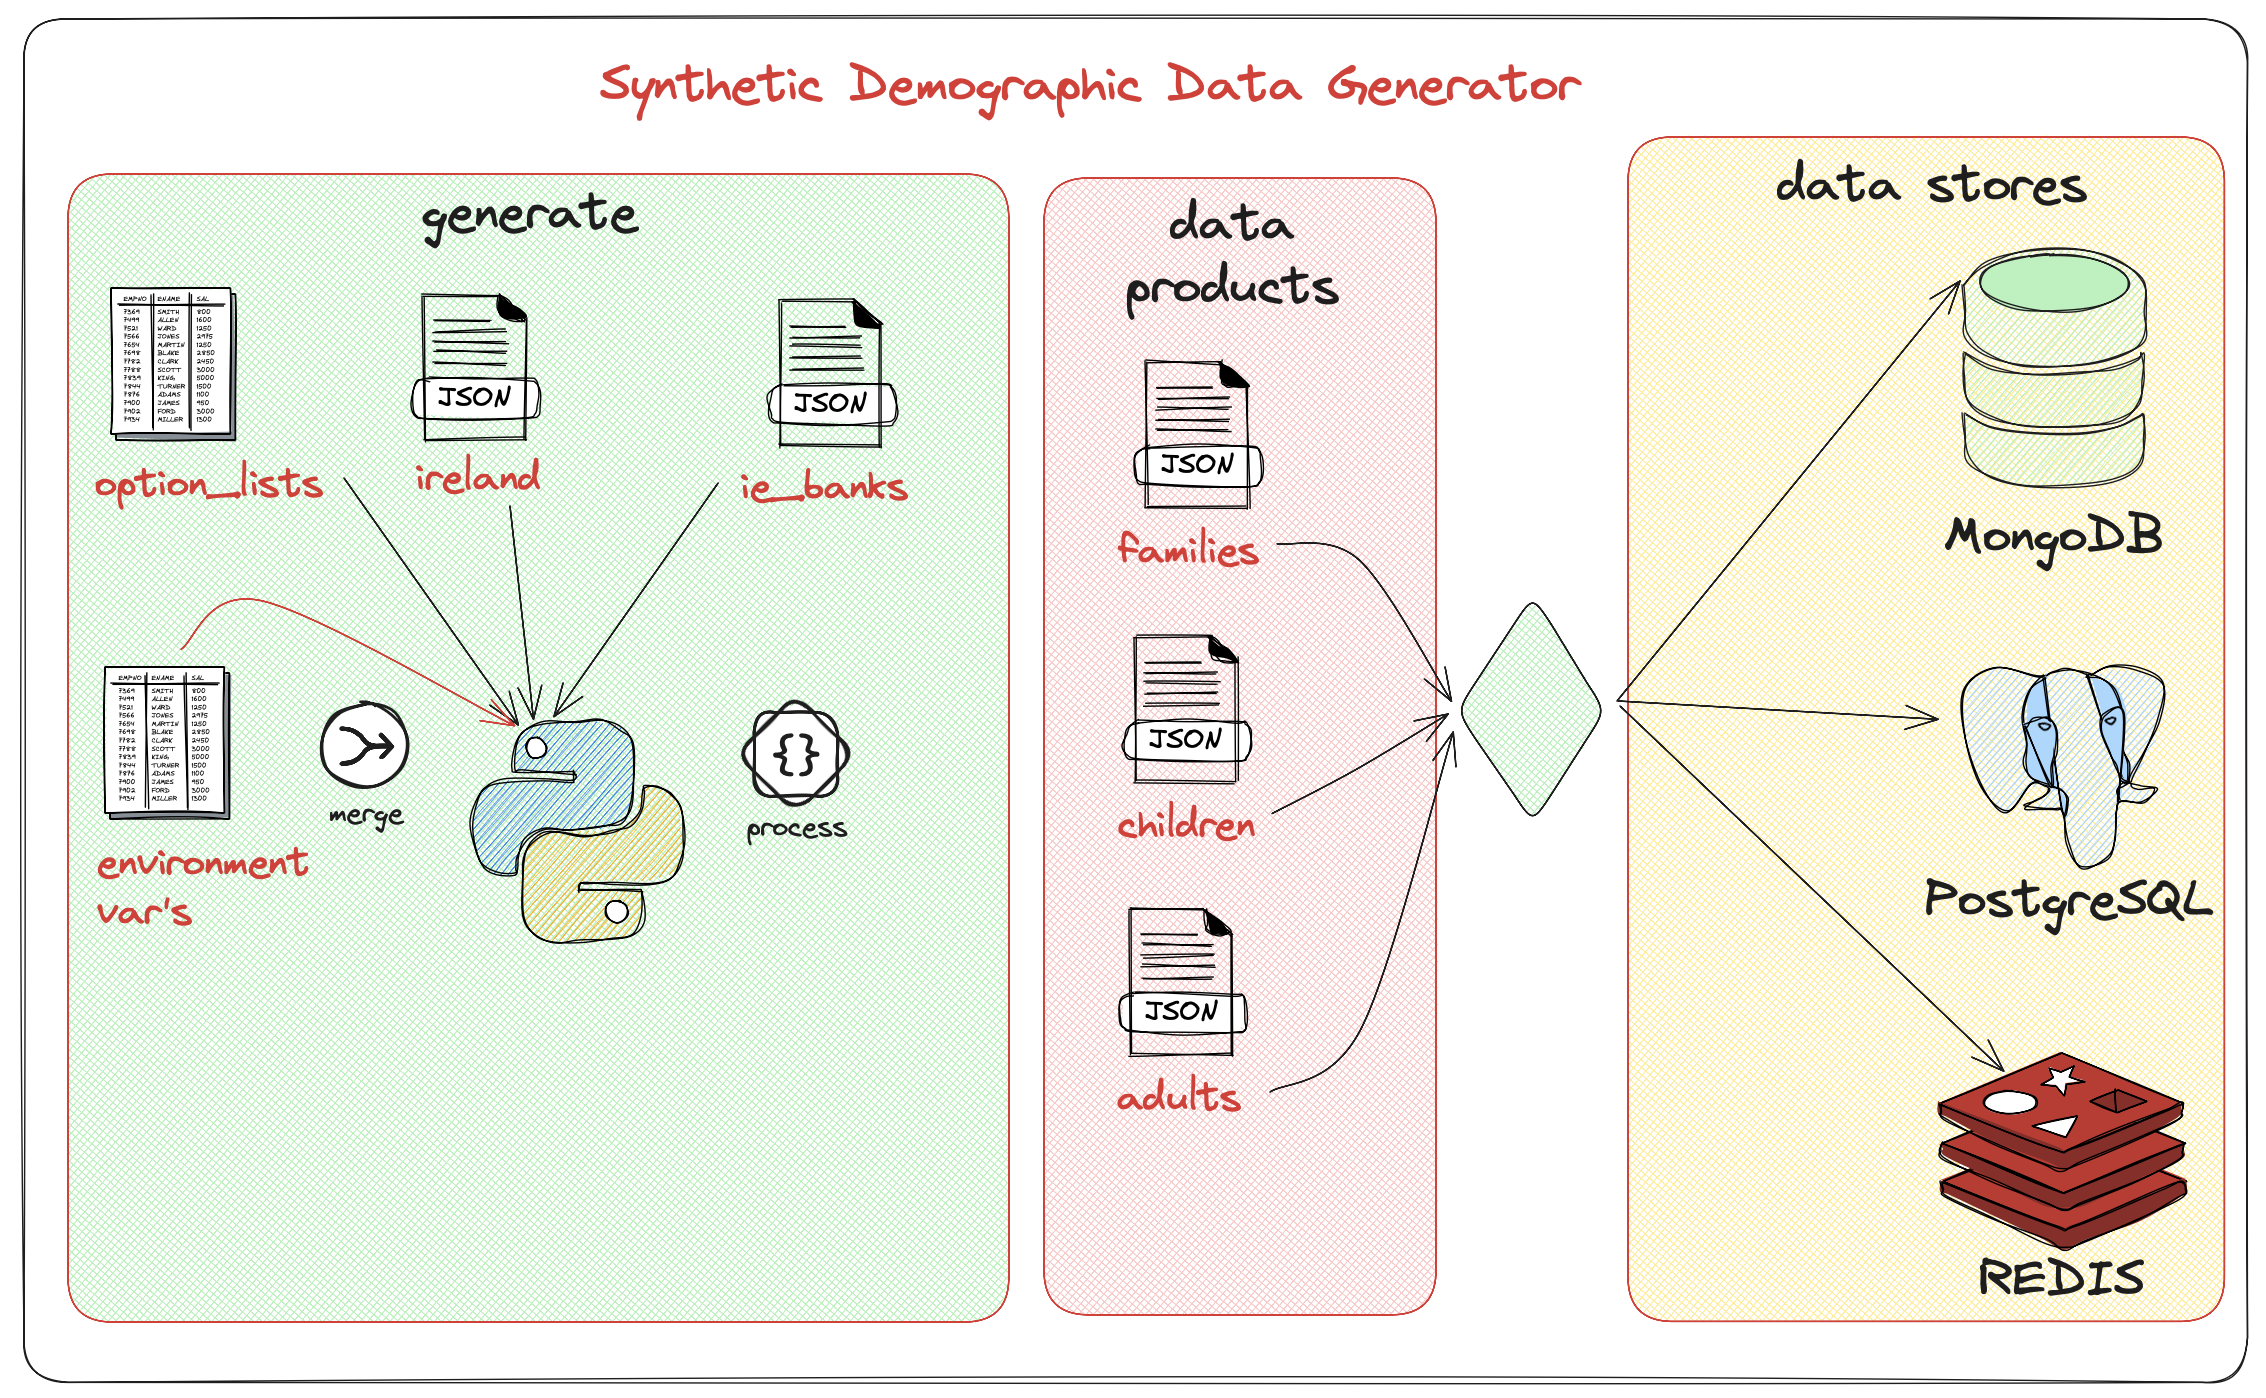 Synthetic Demographic Data Generator
generate
EMPNO ENAME SAL
7369 SMITH 800
7499 ALLEN 1600
7521 WARD 1250
7566 JONES 2975
7654 MARTIN 1250
7698 BLAKE 2850
7782 CLARK 2450
7788 SCOTT 3000
7839 KING 5000
7844 TURNER 1500
7876 ADAMS 1100
7900 JAMES 950
7902 FORD 3000
7934 MILLER 1300
option_lists
JSON
ireland
JSON
ie_banks
EMPNO ENAME SAL
7369 SMITH 800
7499 ALLEN 1600
7521 WARD 1250
7566 JONES 2975
7654 MARTIN 1250
7698 BLAKE 2850
7782 CLARK 2450
7788 SCOTT 3000
7839 KING 5000
7844 TURNER 1500
7876 ADAMS 1100
7900 JAMES 950
7902 FORD 3000
7934 MILLER 1300
environment
var's
merge
{}
process
data
products
JSON
families
JSON
children
JSON
adults
data stores
MongoDB
PostgreSQL
REDIS